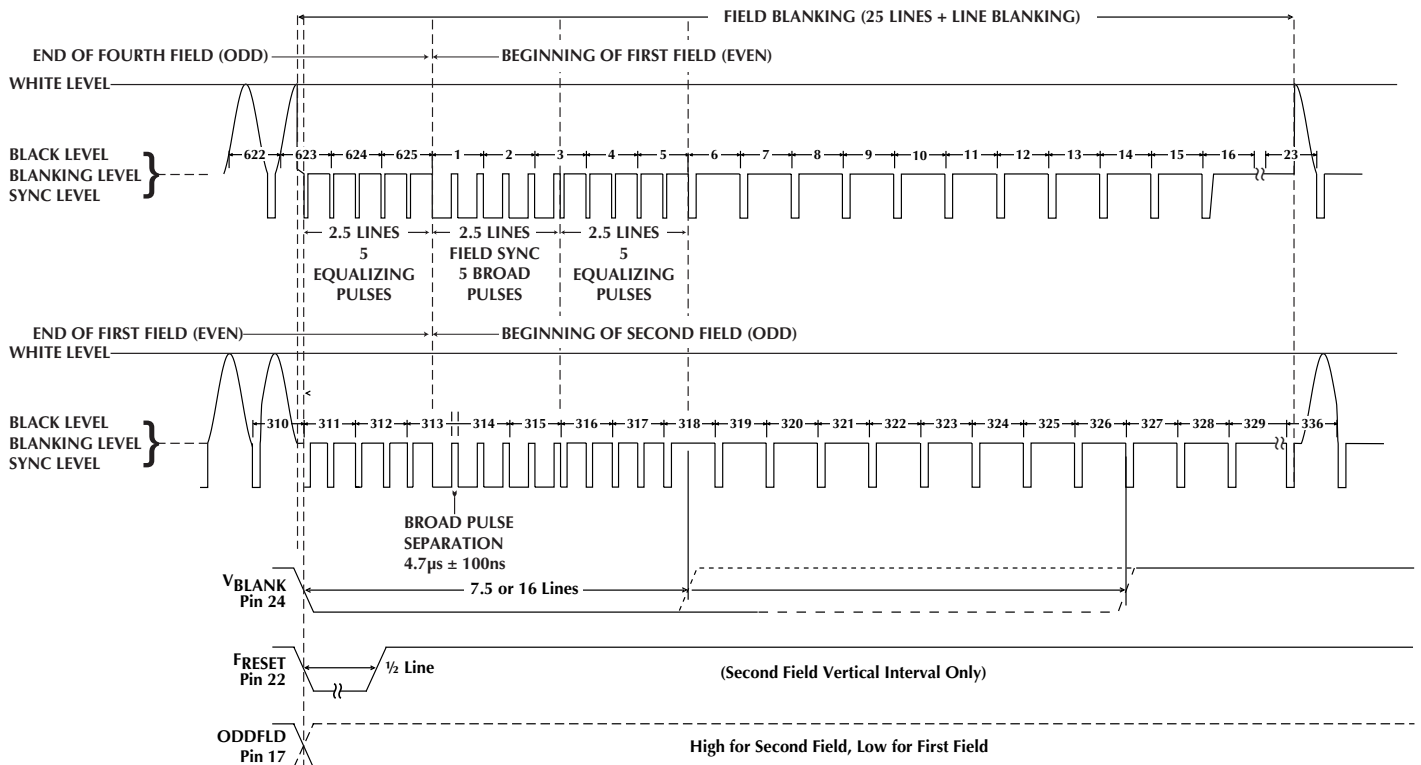 FIELD BLANKING (25 LINES + LINE BLANKING)
END OF FOURTH FIELD (ODD)
BEGINNING OF FIRST FIELD (EVEN)
WHITE LEVEL
BLACK LEVEL
BLANKING LEVEL
SYNC LEVEL
622 623 624 625 1 2 3 4 5 6 7 8 9 10 11 12 13 14 15 16 23
2.5 LINES
5
EQUALIZING
PULSES
2.5 LINES
FIELD SYNC
5 BROAD
PULSES
2.5 LINES
5
EQUALIZING
PULSES
END OF FIRST FIELD (EVEN)
BEGINNING OF SECOND FIELD (ODD)
WHITE LEVEL
BLACK LEVEL
BLANKING LEVEL
SYNC LEVEL
310 311 312 313 314 315 316 317 318 319 320 321 322 323 324 325 326 327 328 329 336
BROAD PULSE
SEPARATION
4.7µs ± 100ns
VBLANK
Pin 24
7.5 or 16 Lines
FRESET
Pin 22
½ Line
(Second Field Vertical Interval Only)
ODDFLD
Pin 17
High for Second Field, Low for First Field